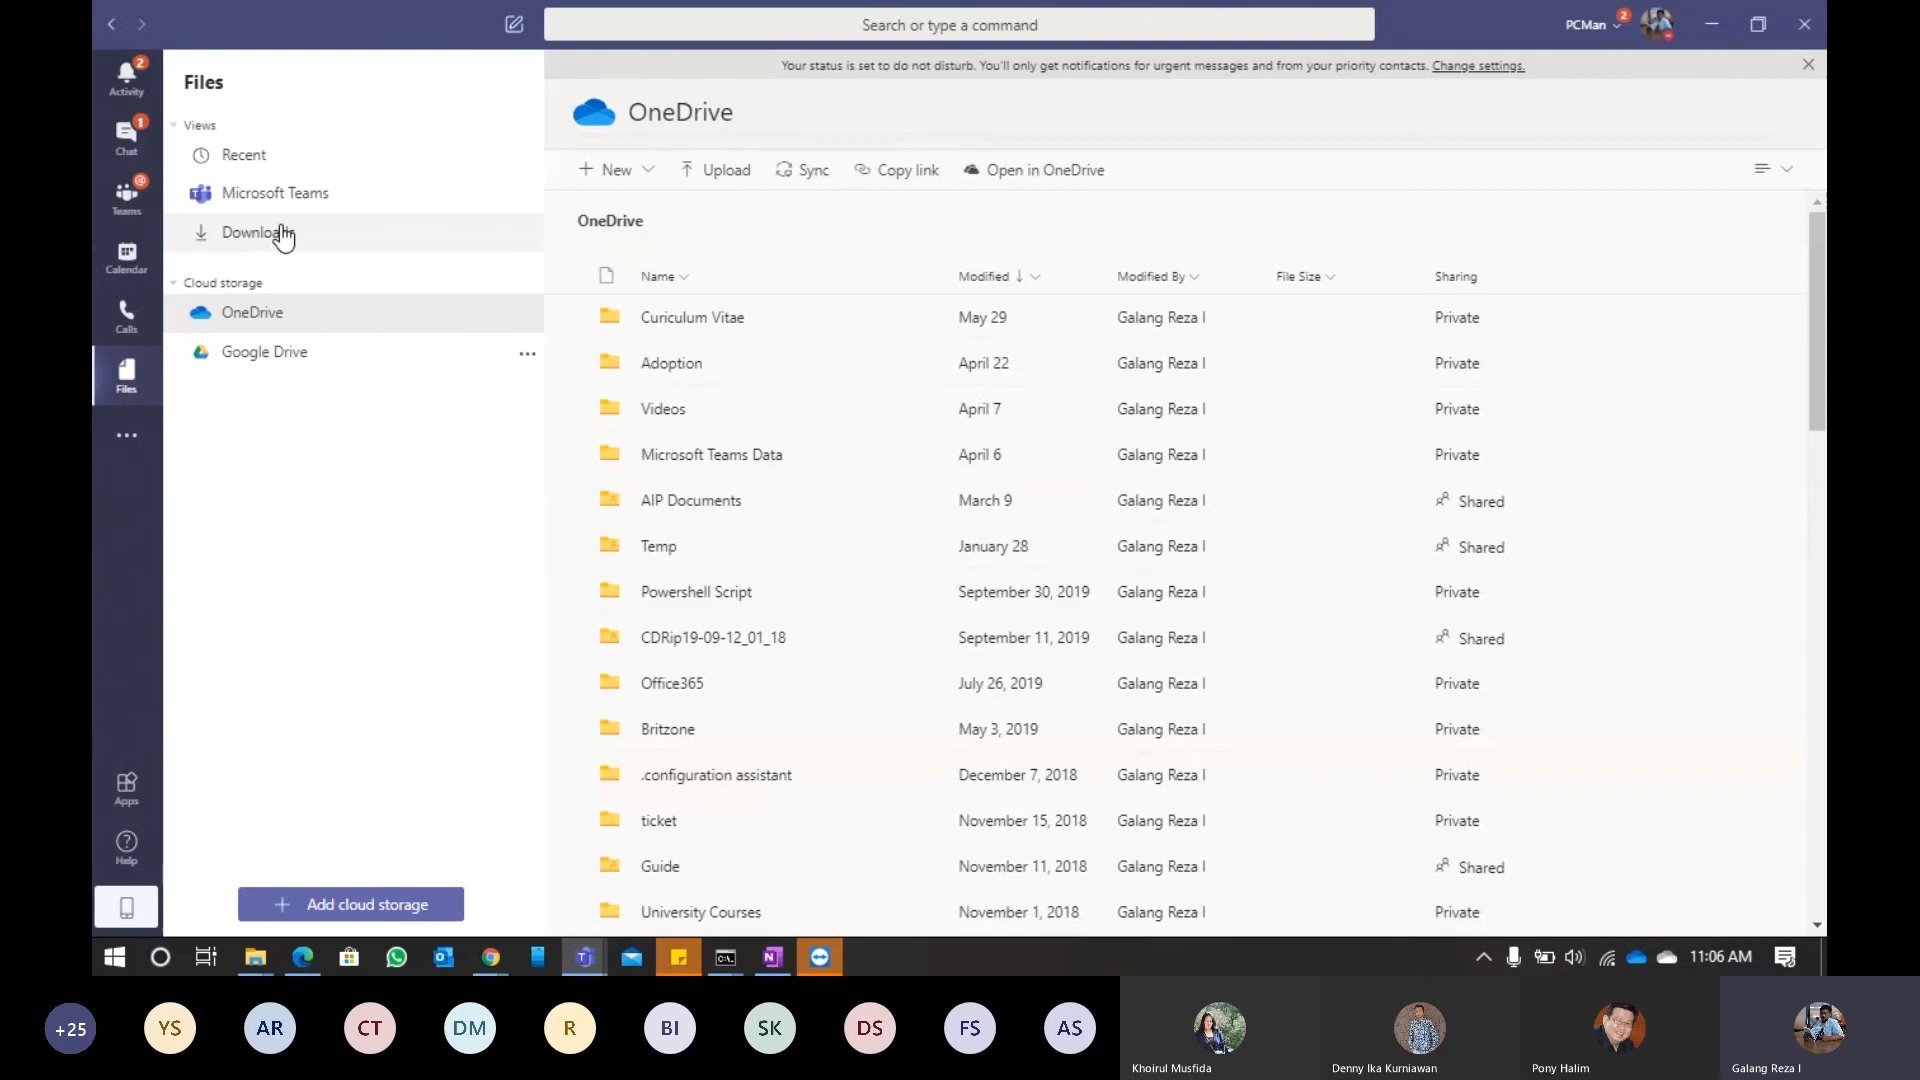 Search or type a command
PCMan
2
Your status is set to do not disturb. You'll only get notifications for urgent messages and from your priority contacts. Change settings.
2
Activity
1
Chat
@
Teams
Calendar
Calls
Files
Apps
Help
Files
Views
Recent
Microsoft Teams
Cloud storage
OneDrive
Google Drive
Add cloud storage
OneDrive
New
Upload
Sync
Copy link
Open in OneDrive
OneDrive
Name Modified Modified By File Size Sharing
Curiculum Vitae May 29 Galang Reza I Private
Adoption April 22 Galang Reza I Private
Videos April 7 Galang Reza I Private
Microsoft Teams Data April 6 Galang Reza I Private
AIP Documents March 9 Galang Reza I Shared
Temp January 28 Galang Reza I Shared
Powershell Script September 30, 2019 Galang Reza I Private
CDRip19-09-12_01_18 September 11, 2019 Galang Reza I Shared
Office365 July 26, 2019 Galang Reza I Private
Britzone May 3, 2019 Galang Reza I Private
.configuration assistant December 7, 2018 Galang Reza I Private
ticket November 15, 2018 Galang Reza I Private
Guide November 11, 2018 Galang Reza I Shared
University Courses November 1, 2018 Galang Reza I Private
11:06 AM
+25 YS AR CT DM R BI SK DS FS AS
Khoirul Musfida
Denny Ika Kurniawan
Pony Halim
Galang Reza I